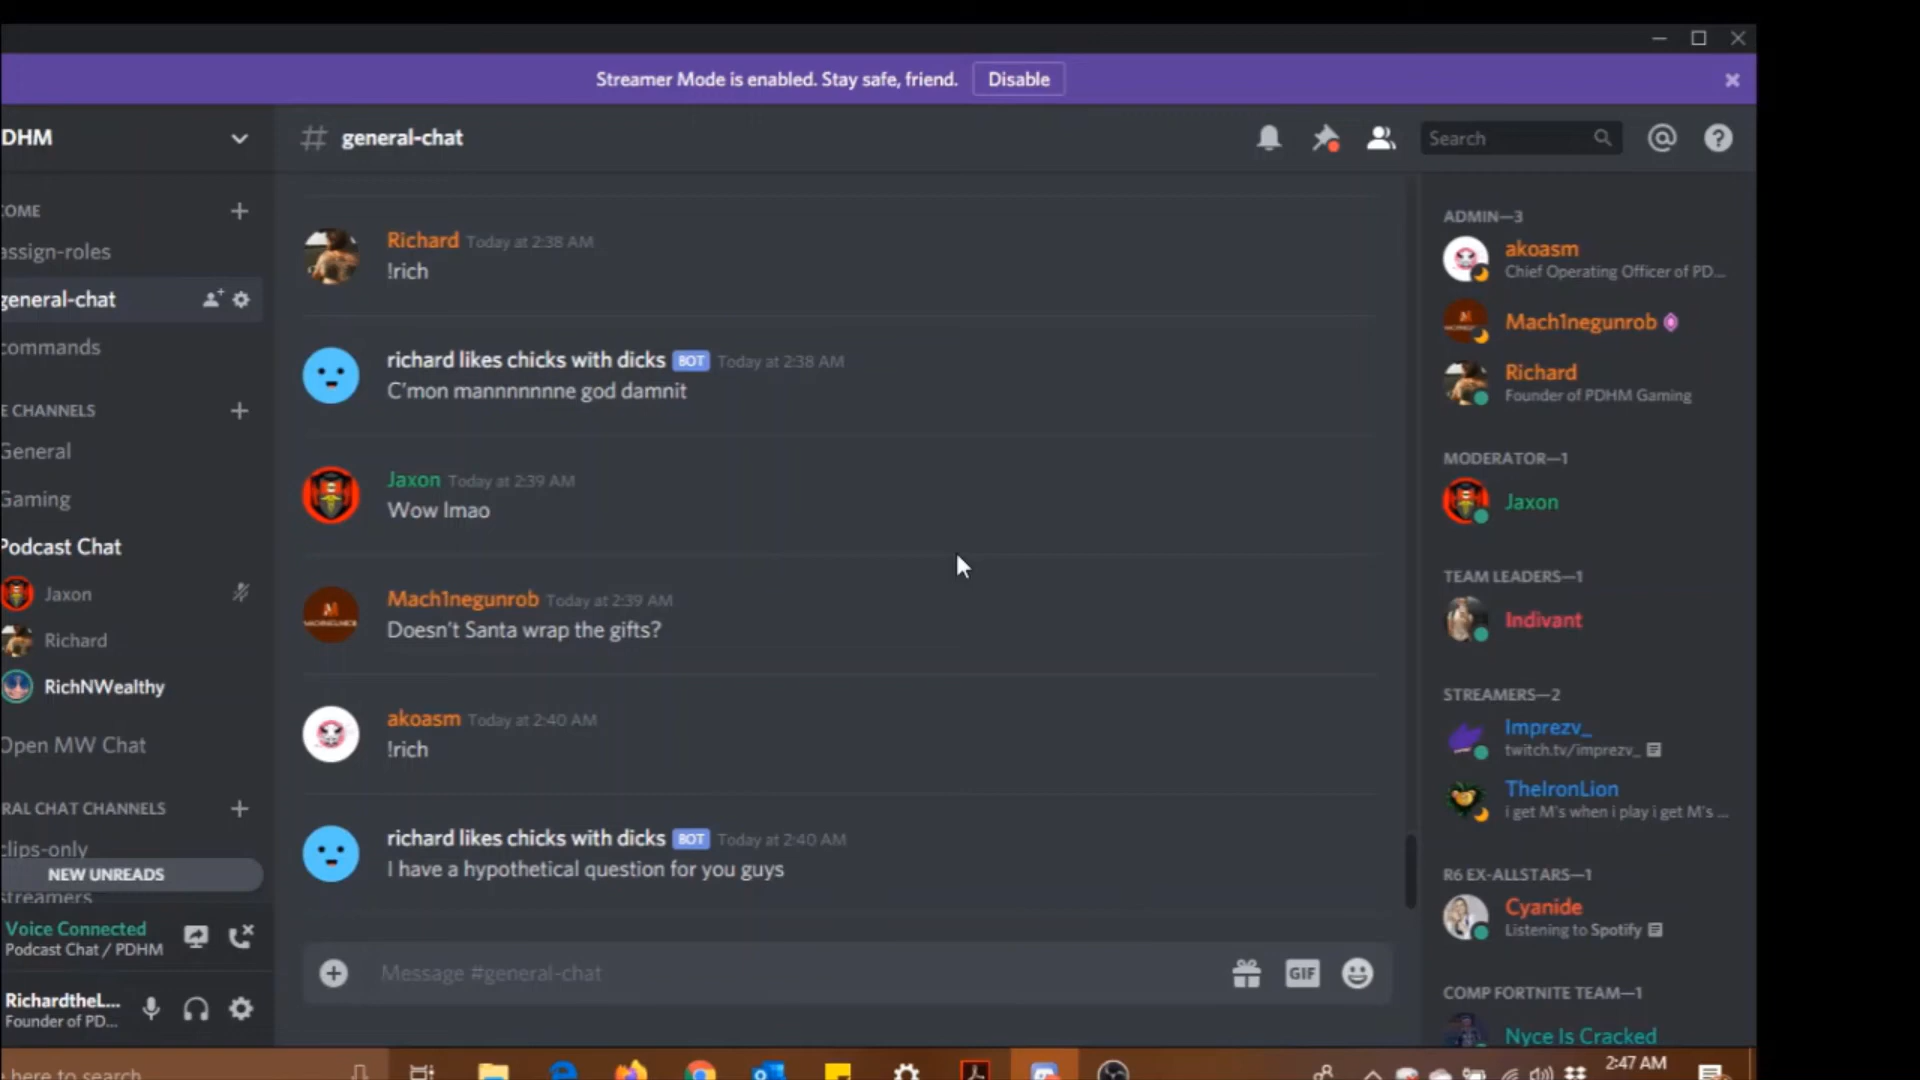 Streamer Mode is enabled. Stay safe, friend. Disable
DHM
# general-chat
Search
COME
assign-roles
general-chat
commands
E CHANNELS
General
Gaming
Podcast Chat
Jaxon
Richard
RichNWealthy
Open MW Chat
RAL CHAT CHANNELS
clips-only
NEW UNREADS
streamers
Voice Connected
Podcast Chat / PDHM
RichardtheL...
Founder of PD...
Richard Today at 2:38 AM
!rich
richard likes chicks with dicks BOT Today at 2:38 AM
C'mon mannnnnnne god damnit
Jaxon Today at 2:39 AM
Wow lmao
Mach1negunrob Today at 2:39 AM
Doesn't Santa wrap the gifts?
akoasm Today at 2:40 AM
!rich
richard likes chicks with dicks BOT Today at 2:40 AM
I have a hypothetical question for you guys
Message #general-chat
GIF
ADMIN—3
akoasm
Chief Operating Officer of PD...
Mach1negunrob
Richard
Founder of PDHM Gaming
MODERATOR—1
Jaxon
TEAM LEADERS—1
Indivant
STREAMERS—2
Imprezv_
twitch.tv/imprezv_
TheIronLion
i get M's when i play i get M's ...
R6 EX-ALLSTARS—1
Cyanide
Listening to Spotify
COMP FORTNITE TEAM—1
Nyce Is Cracked
here to search
2:47 AM